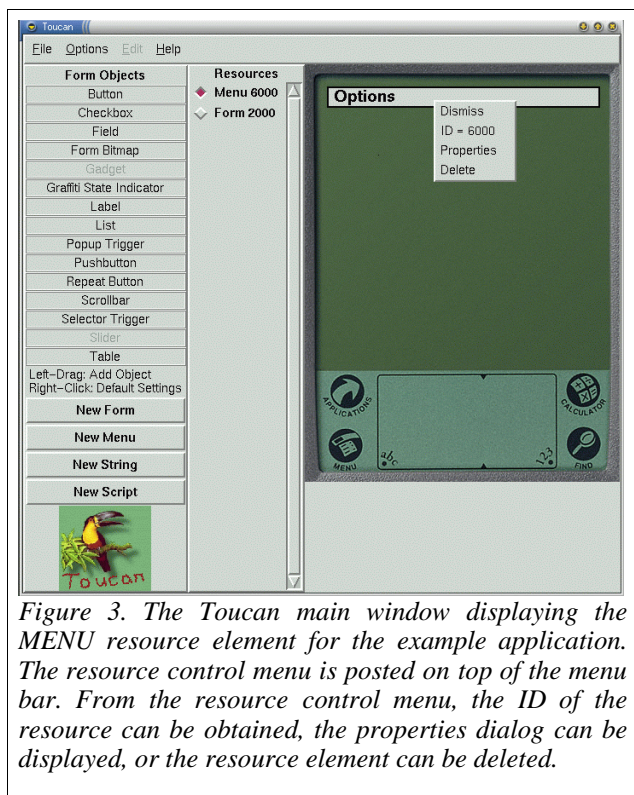 Toucan
File Options Edit Help
Form Objects
Button
Checkbox
Field
Form Bitmap
Gadget
Graffiti State Indicator
Label
List
Popup Trigger
Pushbutton
Repeat Button
Scrollbar
Selector Trigger
Slider
Table
Left-Drag: Add Object
Right-Click: Default Settings
New Form
New Menu
New String
New Script
Toucan
Resources
Menu 6000
Form 2000
Options
Dismiss
ID = 6000
Properties
Delete
APPLICATIONS
MENU
abc
123
CALCULATOR
FIND
Figure 3. The Toucan main window displaying the
MENU resource element for the example application.
The resource control menu is posted on top of the menu
bar. From the resource control menu, the ID of the
resource can be obtained, the properties dialog can be
displayed, or the resource element can be deleted.